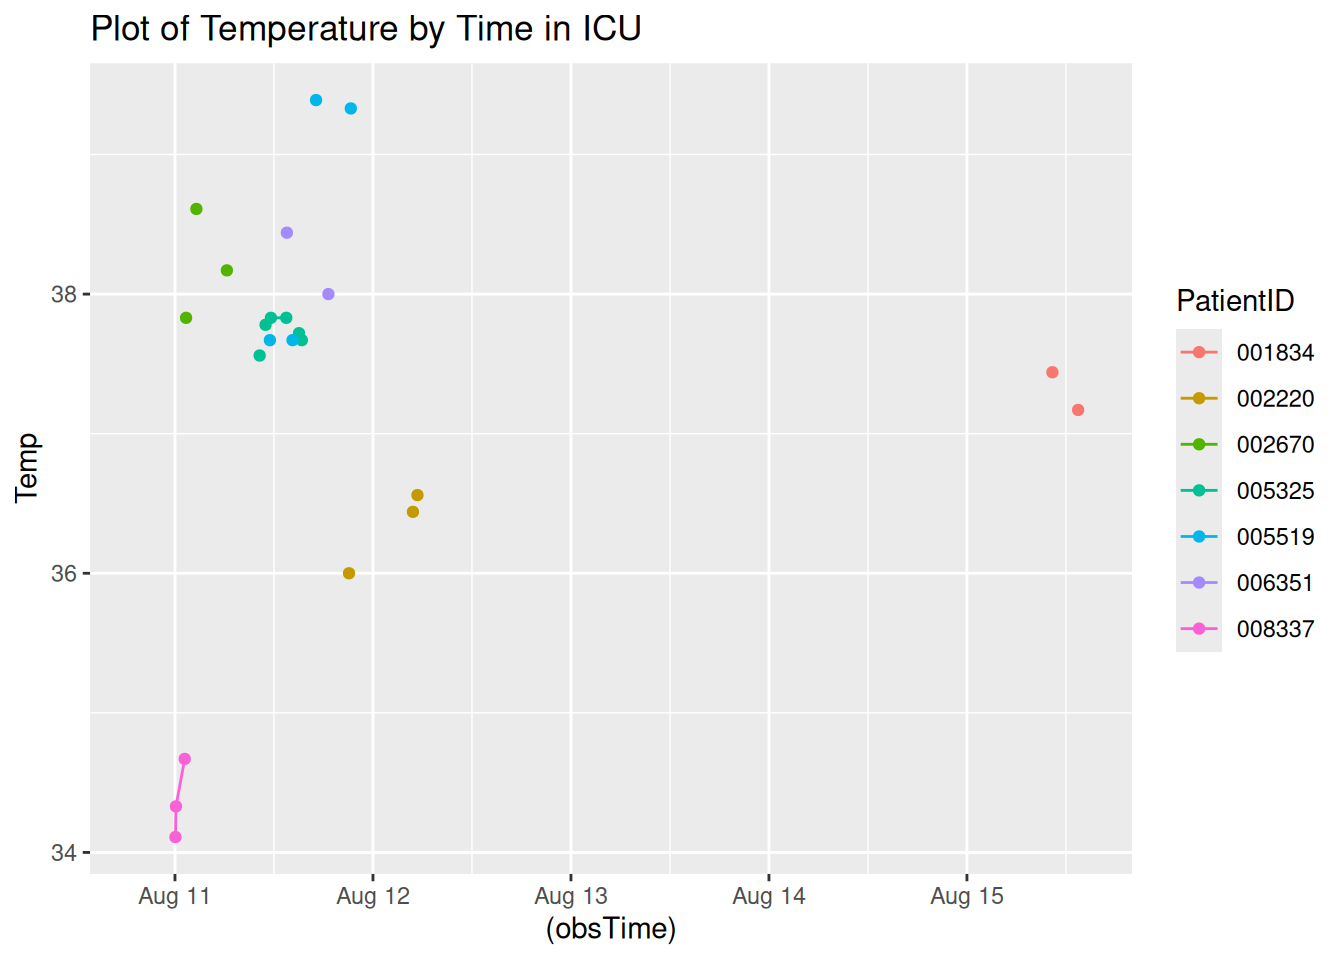 Plot of Temperature by Time in ICU
Temp
38
36
34
Aug 11 Aug 12 Aug 13 Aug 14 Aug 15
(obsTime)
PatientID
001834
002220
002670
005325
005519
006351
008337